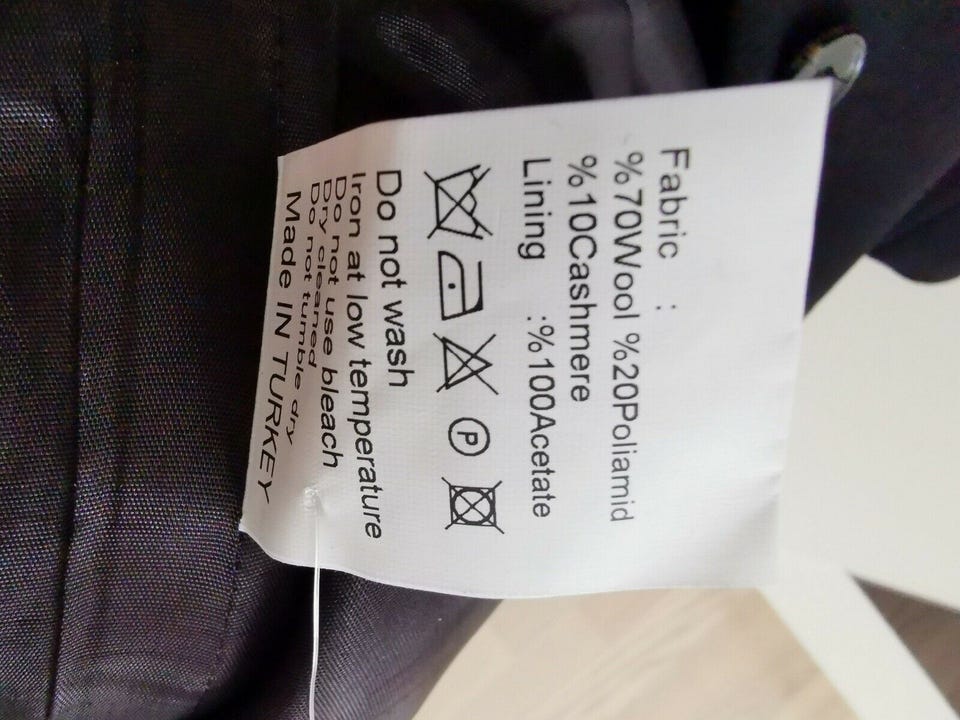 Fabric :
%70Wool %20Poliamid
%10Cashmere
Lining :%100Acetate
P
Do not wash
Iron at low temperature
Do not use bleach
Dry cleaned
Do not tumble dry
Made IN TURKEY